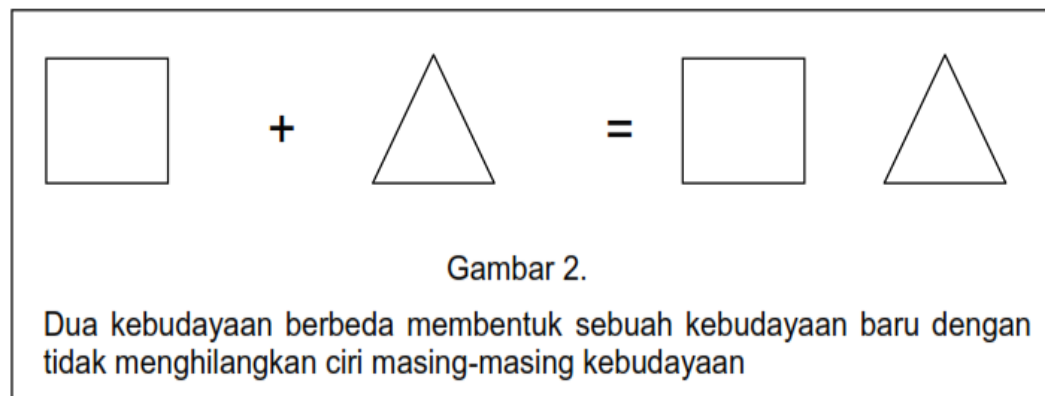 + =
Gambar 2.
Dua kebudayaan berbeda membentuk sebuah kebudayaan baru dengan
tidak menghilangkan ciri masing-masing kebudayaan